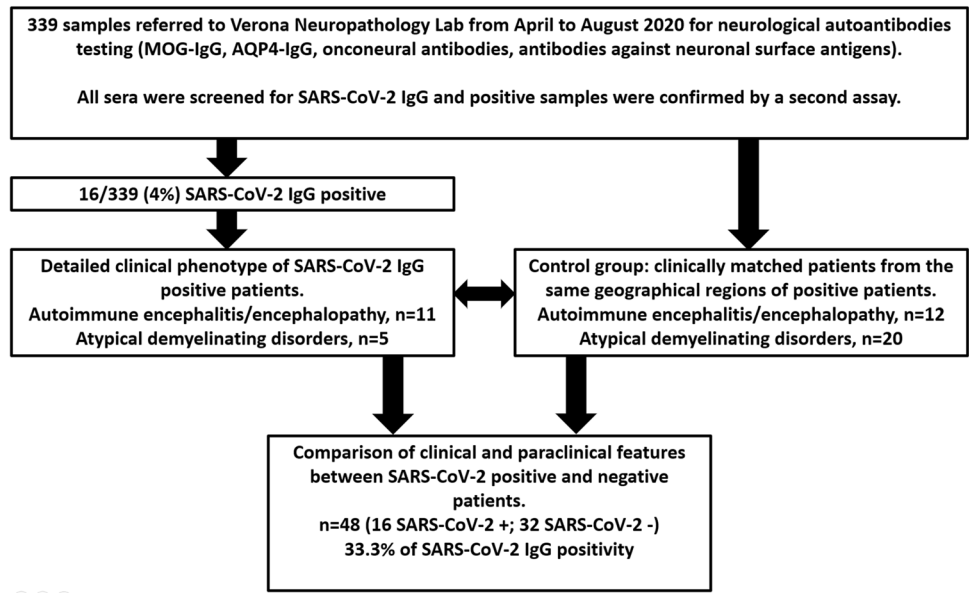 339 samples referred to Verona Neuropathology Lab from April to August 2020 for neurological autoantibodies
testing (MOG-IgG, AQP4-IgG, onconeural antibodies, antibodies against neuronal surface antigens).
All sera were screened for SARS-CoV-2 IgG and positive samples were confirmed by a second assay.
16/339 (4%) SARS-CoV-2 IgG positive
Detailed clinical phenotype of SARS-CoV-2 IgG
positive patients.
Autoimmune encephalitis/encephalopathy, n=11
Atypical demyelinating disorders, n=5
Control group: clinically matched patients from the
same geographical regions of positive patients.
Autoimmune encephalitis/encephalopathy, n=12
Atypical demyelinating disorders, n=20
Comparison of clinical and paraclinical features
between SARS-CoV-2 positive and negative
patients.
n=48 (16 SARS-CoV-2 +; 32 SARS-CoV-2 -)
33.3% of SARS-CoV-2 IgG positivity